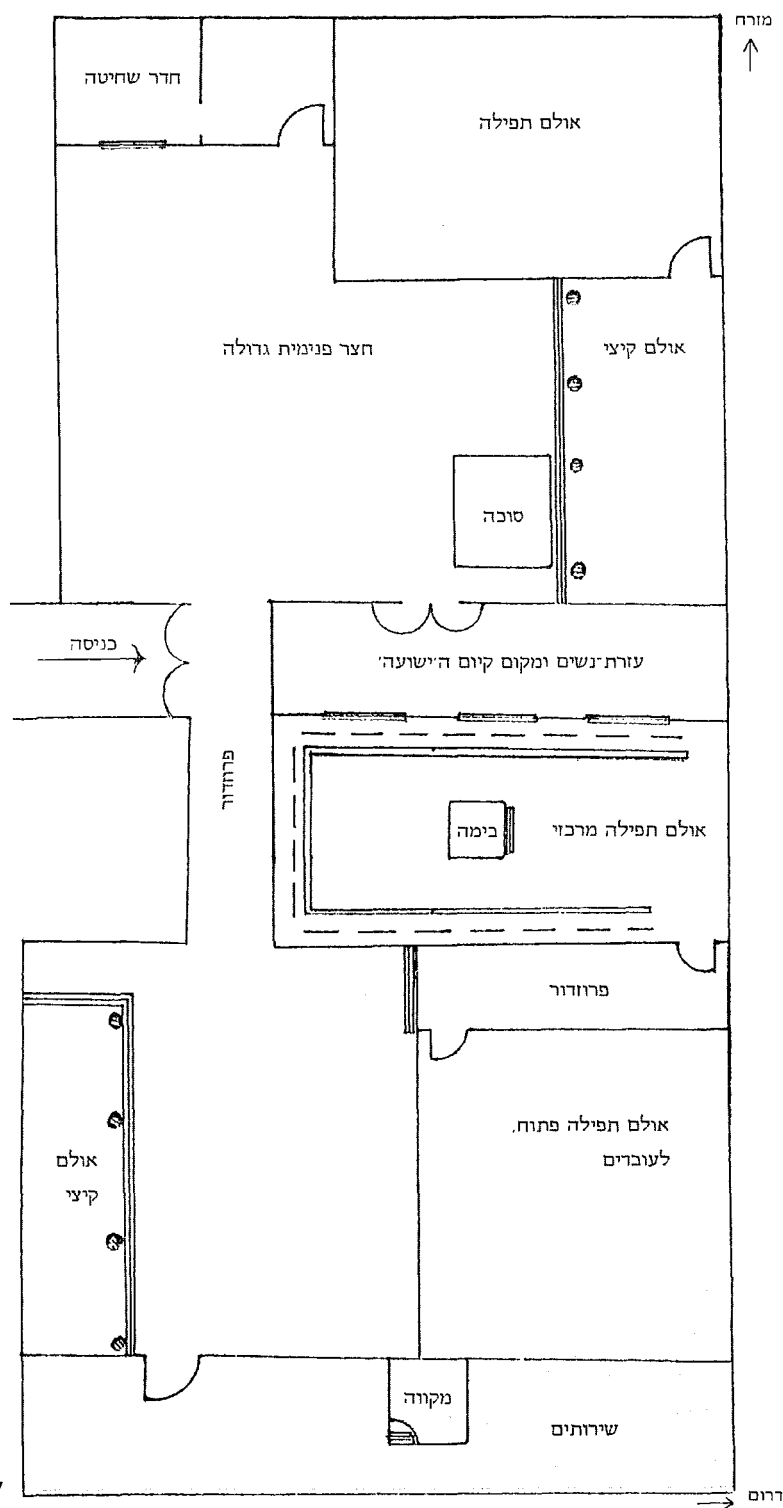 מזרח
חדר שחיטה
אולם תפילה
חצר פנימית גדולה
אולם קיצי
סוכה
כניסה
עזרת־נשים ומקום קיום ה'ישועה'
פרוזדור
אולם תפילה מרכזי
בימה
פרוזדור
אולם תפילה פתוח,
לעוברים
אולם
קיצי
מקווה
שירותים
דרום